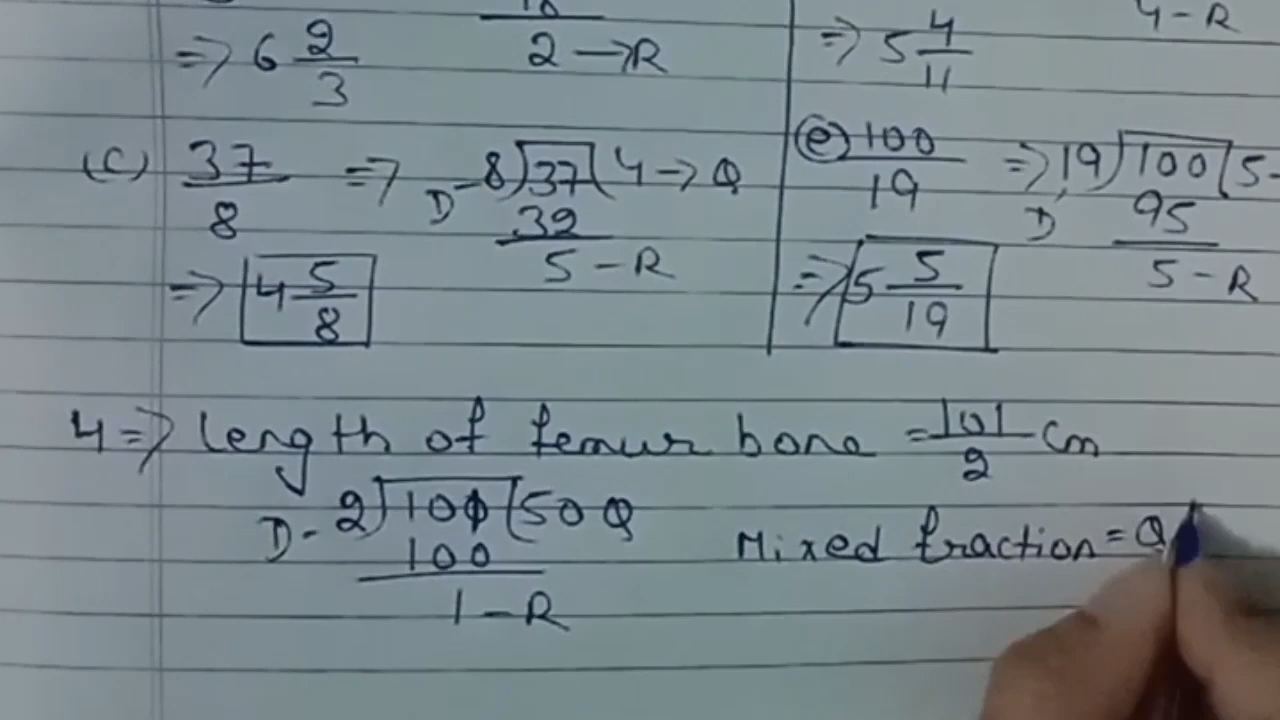 => 6 2/3
2 → R
(c) 37/8 => D-8)37(4 → Q
32
5 - R
=> 4 5/8
4 - R
=> 5 4/11
(e) 100/19 => 19)100(5-
D 95
5 - R
=> 5 5/19
4 => length of femur bone = 101/2 cm
D- 2)101(50 Q
100
1 - R
Mixed fraction = Q